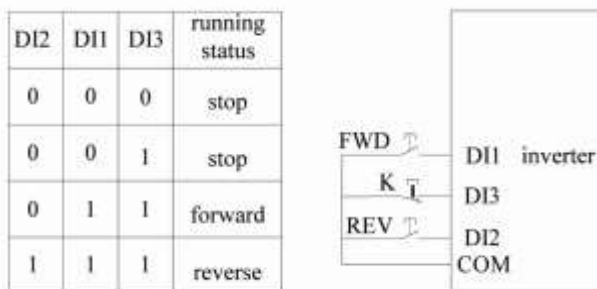 DI2 DI1 DI3 running status
0 0 0 stop
0 0 1 stop
0 1 1 forward
1 1 1 reverse
FWD DI1 inverter
K DI3
REV DI2
COM